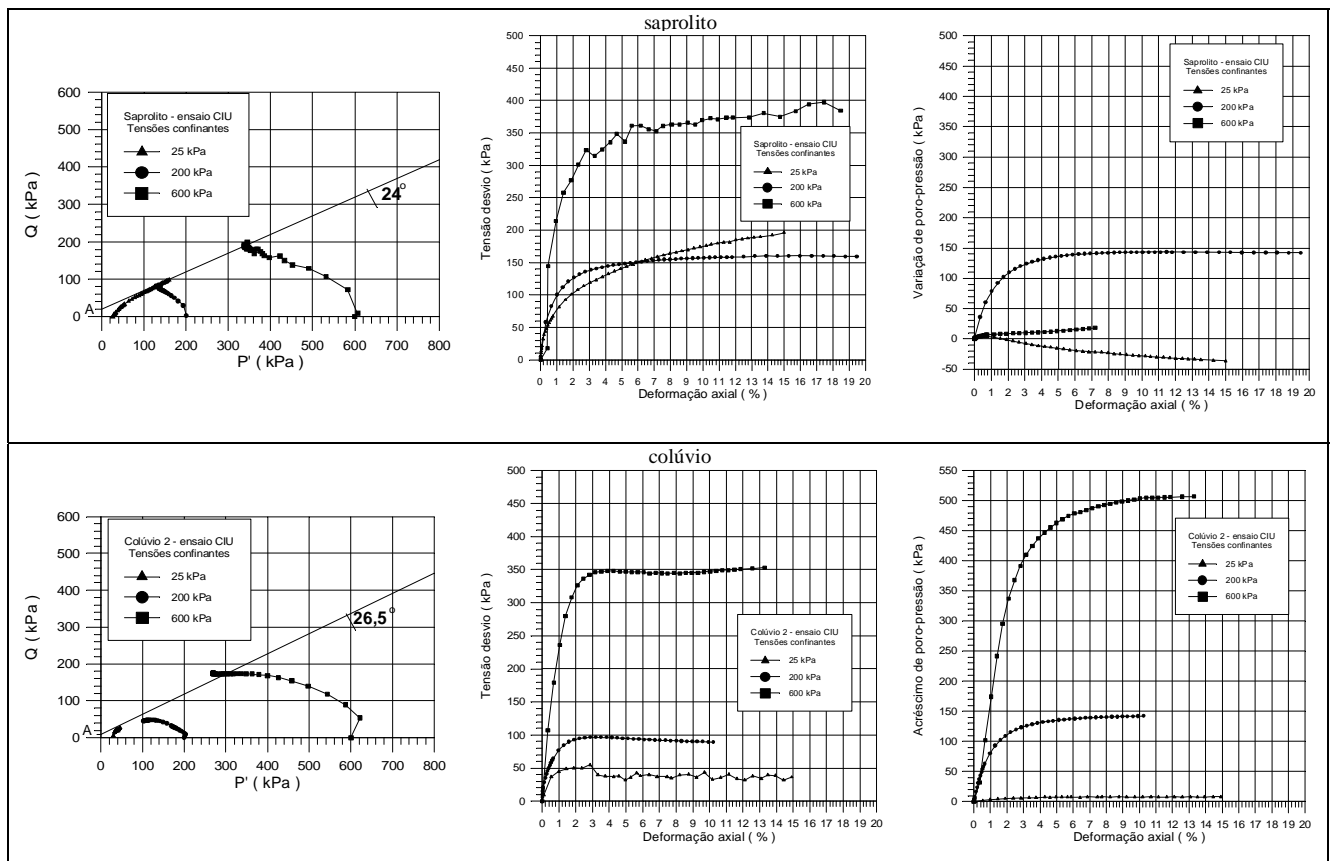 saprolito
600
500
400
300
200
100
0
Q ( kPa )
A
Saprolito - ensaio CIU
Tensões confinantes
25 kPa
200 kPa
600 kPa
24°
0 100 200 300 400 500 600 700 800
P' ( kPa )
500
450
400
350
300
250
200
150
100
50
0
Tensão desvio ( kPa )
Saprolito - ensaio CIU
Tensões confinantes
25 kPa
200 kPa
600 kPa
0 1 2 3 4 5 6 7 8 9 10 11 12 13 14 15 16 17 18 19 20
Deformação axial ( % )
500
450
400
350
300
250
200
150
100
50
0
-50
Variação de poro-pressão ( kPa )
Saprolito - ensaio CIU
Tensões confinantes
25 kPa
200 kPa
600 kPa
0 1 2 3 4 5 6 7 8 9 10 11 12 13 14 15 16 17 18 19 20
Deformação axial ( % )
colúvio
600
500
400
300
200
100
0
Q ( kPa )
A
Colúvio 2 - ensaio CIU
Tensões confinantes
25 kPa
200 kPa
600 kPa
26,5°
0 100 200 300 400 500 600 700 800
P' ( kPa )
500
450
400
350
300
250
200
150
100
50
0
Tensão desvio ( kPa )
Colúvio 2 - ensaio CIU
Tensões confinantes
25 kPa
200 kPa
600 kPa
0 1 2 3 4 5 6 7 8 9 10 11 12 13 14 15 16 17 18 19 20
Deformação axial ( % )
550
500
450
400
350
300
250
200
150
100
50
0
Acréscimo de poro-pressão ( kPa )
Colúvio 2 - ensaio CIU
Tensões confinantes
25 kPa
200 kPa
600 kPa
0 1 2 3 4 5 6 7 8 9 10 11 12 13 14 15 16 17 18 19 20
Deformação axial ( % )